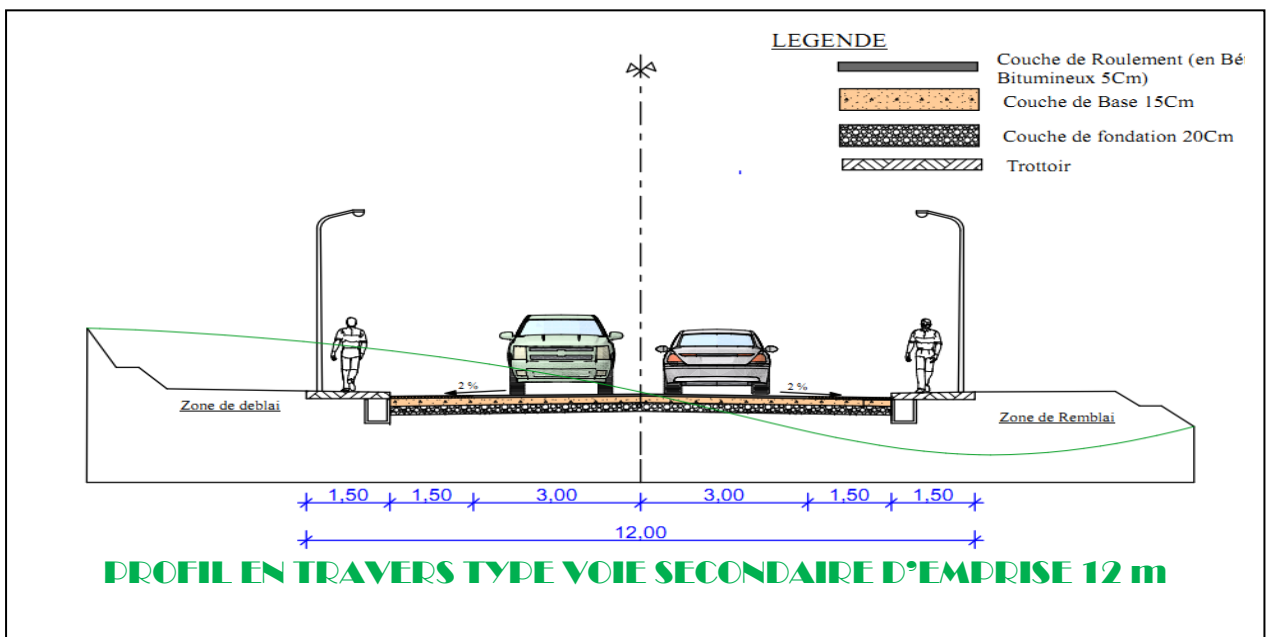 LEGENDE
Couche de Roulement (en Bé
Bitumineux 5Cm)
Couche de Base 15Cm
Couche de fondation 20Cm
Trottoir
2 %
2 %
Zone de deblai
Zone de Remblai
1,50 1,50 3,00 3,00 1,50 1,50
12,00
PROFIL EN TRAVERS TYPE VOIE SECONDAIRE D’EMPRISE 12 m